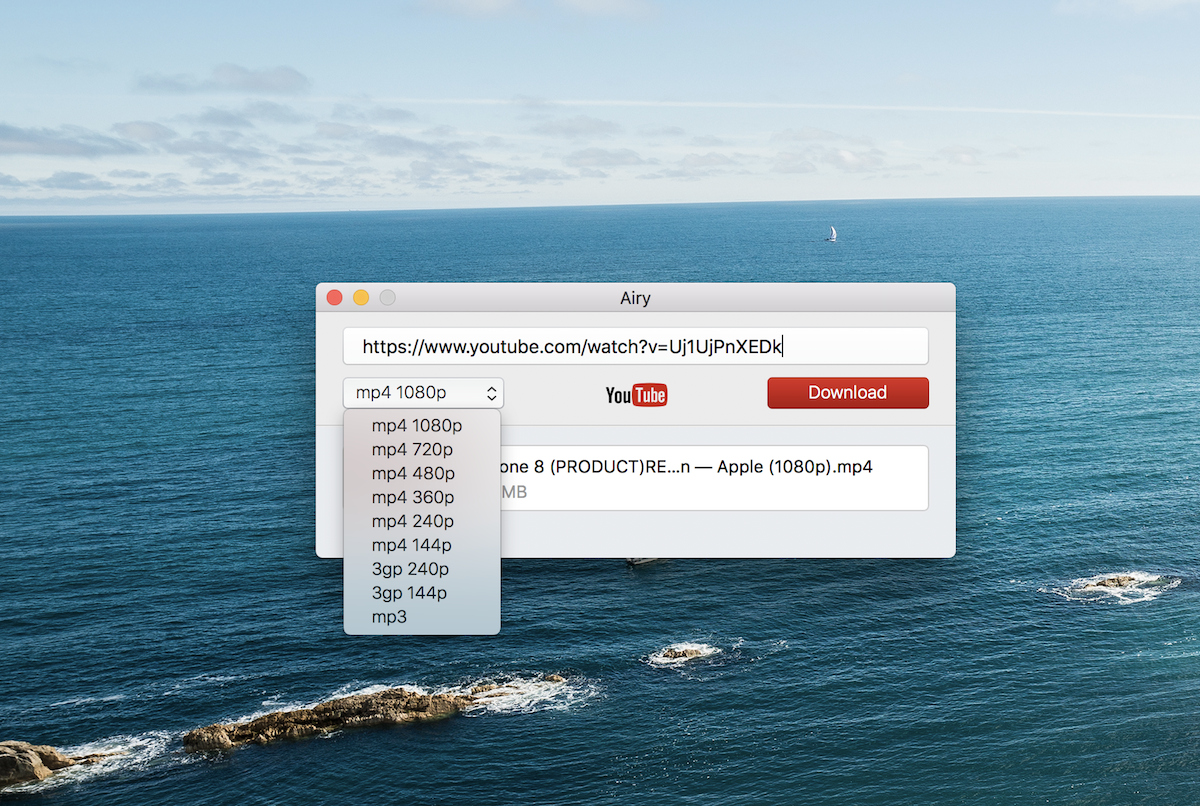 Airy
https://www.youtube.com/watch?v=Uj1UjPnXEDk
mp4 1080p
YouTube
Download
mp4 1080p
mp4 720p
mp4 480p
mp4 360p
mp4 240p
mp4 144p
3gp 240p
3gp 144p
mp3
8 (PRODUCT)RE...n — Apple (1080p).mp4
MB